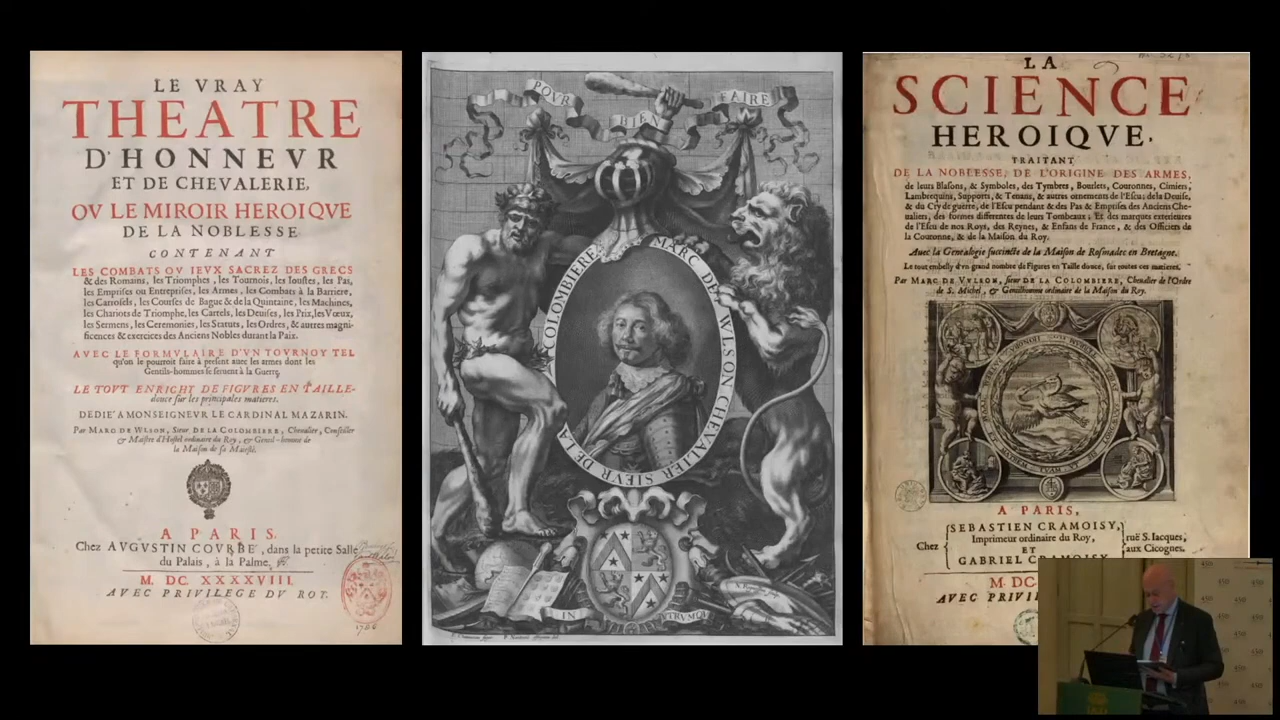 LE VRAY
THEATRE
D'HONNEVR
ET DE CHEVALERIE,
OV LE MIROIR HEROIQVE
DE LA NOBLESSE
CONTENANT
LES COMBATS OV IEVX SACREZ DES GRECS
& des Romains, les Triomphes, les Tournois, les Ioustes, les Pas,
les Emprises ou Entreprises, les Armes, les Combats à la Barriere,
les Carrosels, les Courses de Bague & de la Quintaine, les Machines,
les Chariots de Triomphe, les Cartels, les Deuises, les Prix, les Vœux,
les Sermens, les Ceremonies, les Statuts, les Ordres, & autres magni-
ficences & exercices des Anciens Nobles durant la Paix.
AVEC LE FORMVLAIRE D'VN TOVRNOY TEL
qu'on le pourroit faire à present auec les armes dont les
Gentils-hommes se seruent à la Guerre.
LE TOVT ENRICHI DE FIGVRES EN TAILLE-
douce sur les principales matieres.
DEDIE' A MONSEIGNEVR LE CARDINAL MAZARIN.
Par MARC DE WLSON, Sieur DE LA COLOMBIERE, Cheualier, Conseiller
& Maistre d'Hostel ordinaire du Roy, & Gentil-homme de
la Maison de sa Maiesté.
A PARIS,
Chez AVGVSTIN COVRBE', dans la petite Salle
du Palais, à la Palme,
M. DC. XXXXVIII.
AVEC PRIVILEGE DV ROY.
POVR BIEN FAIRE
MARC DE WLSON CHEVALIER SIEVR DE LA COLOMBIERE
IN VTRVMQ
LA
SCIENCE
HEROIQVE,
TRAITANT
DE LA NOBLESSE, DE L'ORIGINE DES ARMES,
de leurs Blasons, & Symboles, des Tymbres, Bourlets, Couronnes, Cimiers,
Lambrequins, Supports, & Tenans, & autres ornements de l'Escu; de la Deuise,
& du Cry de guerre, de l'Escu pendant & des Pas & Emprises des Anciens Che-
ualiers, des formes differentes de leurs Tombeaux; Et des marques exterieures
de l'Escu de nos Roys, des Reynes, & Enfans de France, & des Officiers de
la Couronne, & de la Maison du Roy.
Auec la Genealogie succincte de la Maison de Rosmadec en Bretagne.
Le tout embelly d'vn grand nombre de Figures en Taille douce, sur toutes ces matieres.
Par MARC DE VVLSON, Sieur DE LA COLOMBIERE, Cheualier de l'Ordre
de S. Michel, & Gentilhomme ordinaire de la Maison du Roy.
A PARIS,
Chez SEBASTIEN CRAMOISY,
Imprimeur ordinaire du Roy,
ET
GABRIEL
ruë S. Iacques,
aux Cicognes.
M. DC
AVEC